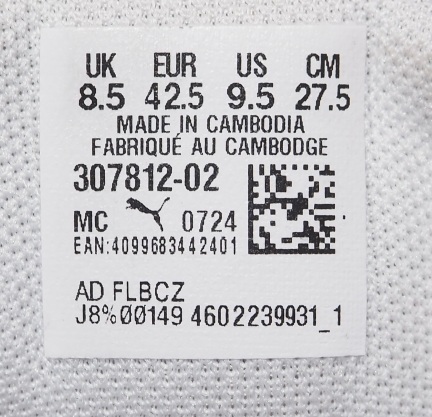 UK EUR US CM
8.5 42.5 9.5 27.5
MADE IN CAMBODIA
FABRIQUÉ AU CAMBODGE
307812-02
MC 0724
EAN:4099683442401
AD FLBCZ
J8%00149 4602239931_1